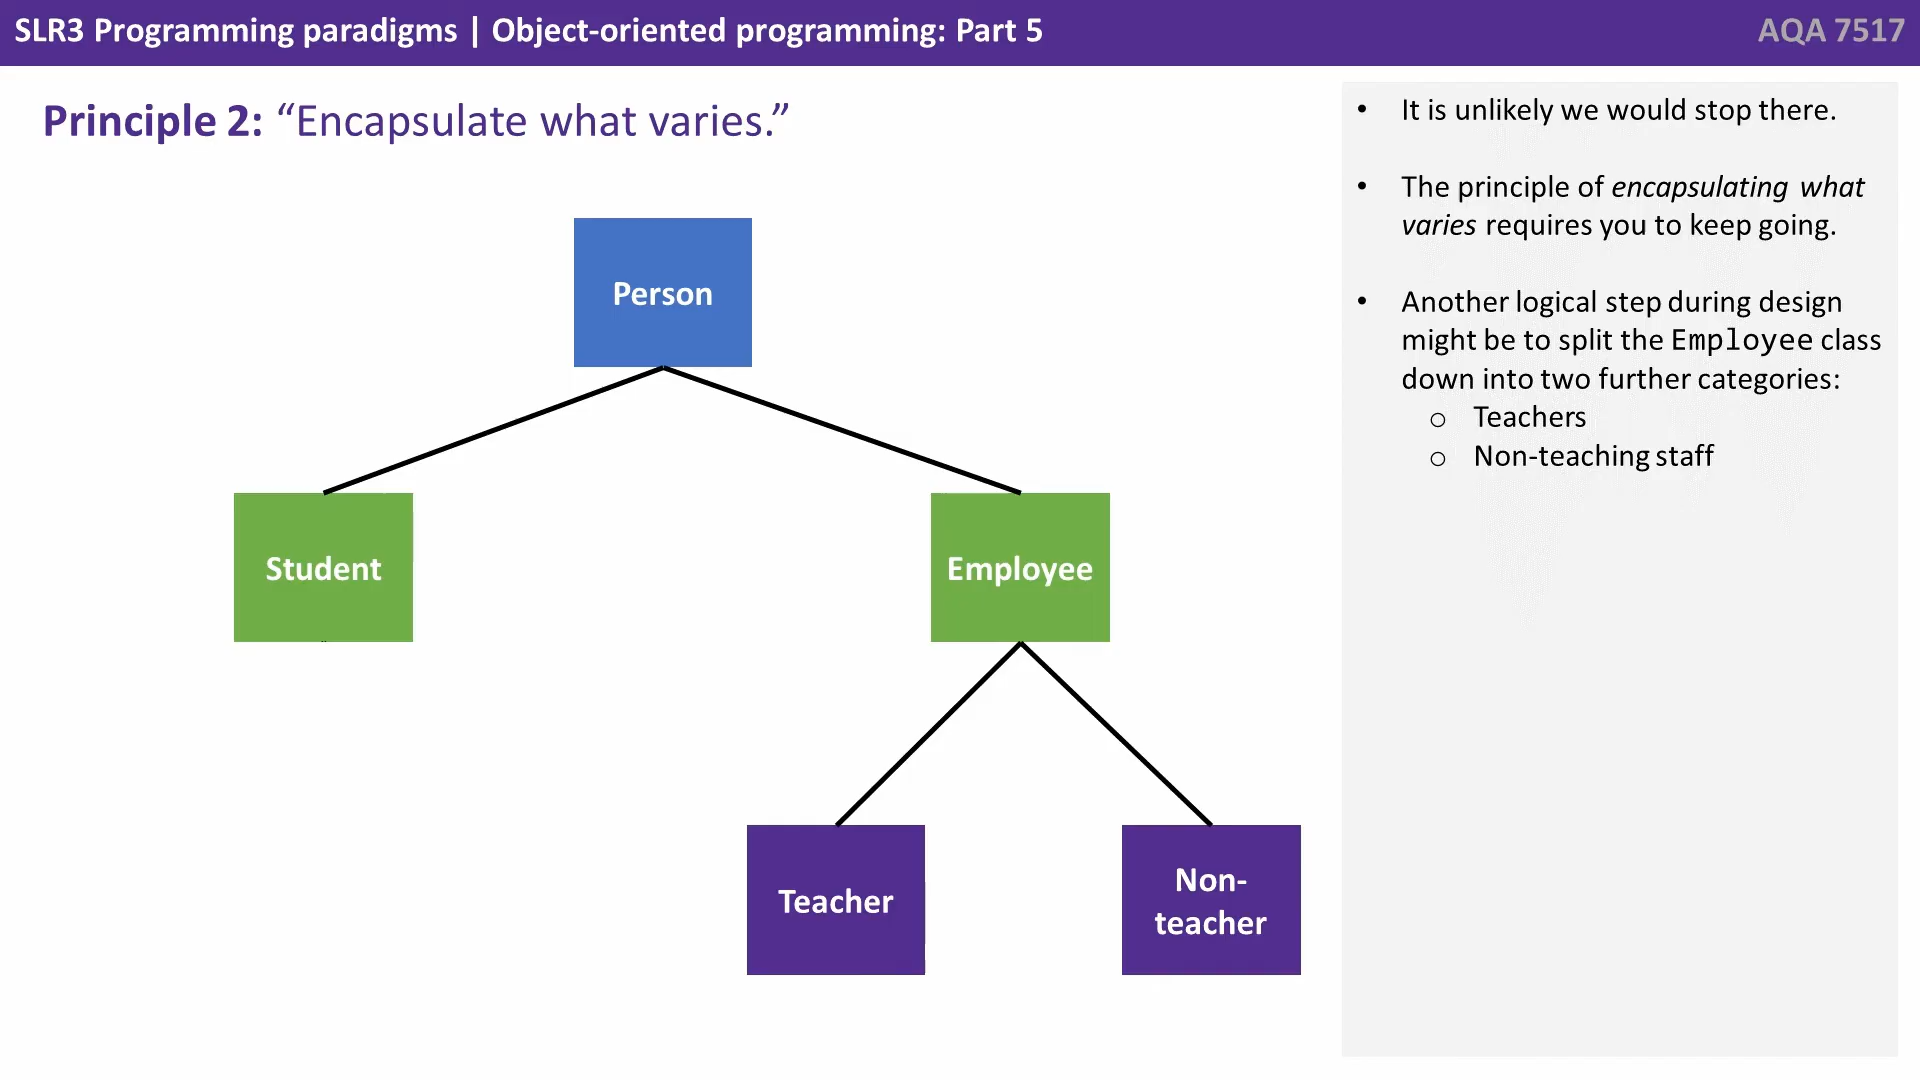 SLR3 Programming paradigms | Object-oriented programming: Part 5
AQA 7517
Principle 2: “Encapsulate what varies.”
Person
Student
Employee
Teacher
Non-
teacher
• It is unlikely we would stop there.
• The principle of encapsulating what
varies requires you to keep going.
• Another logical step during design
might be to split the Employee class
down into two further categories:
o Teachers
o Non-teaching staff